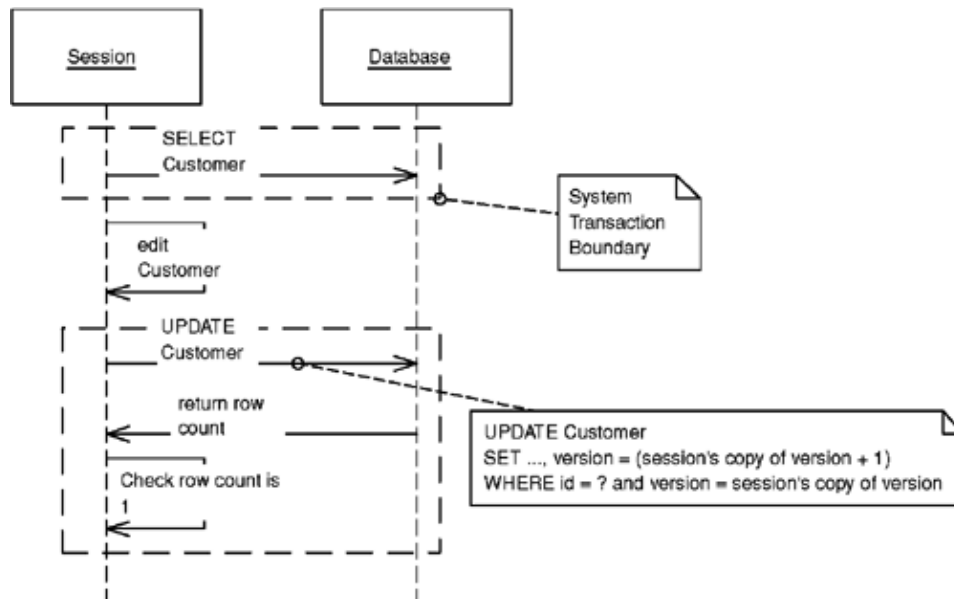 Session
Database
SELECT
Customer
System
Transaction
Boundary
edit
Customer
UPDATE
Customer
return row
count
UPDATE Customer
SET ..., version = (session's copy of version + 1)
WHERE id = ? and version = session's copy of version
Check row count is
1